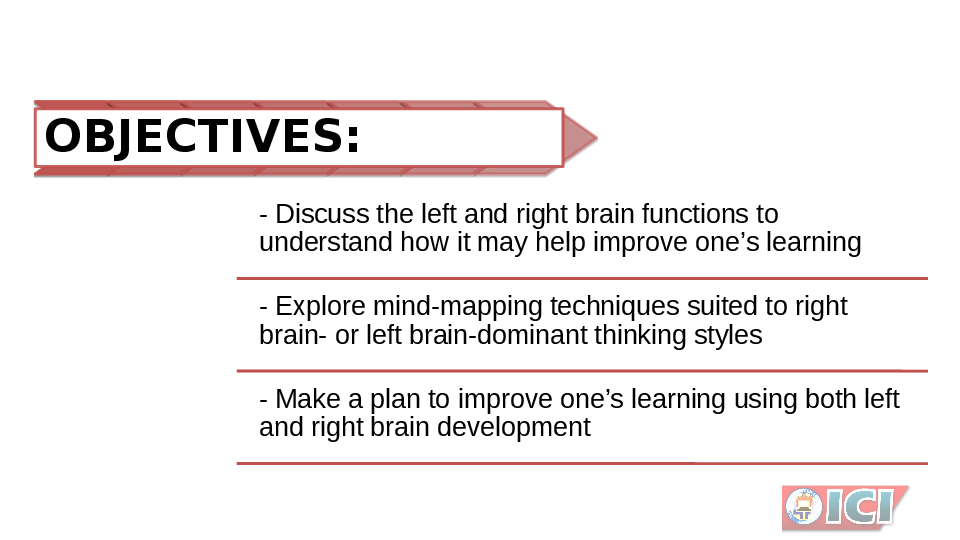 OBJECTIVES:
- Discuss the left and right brain functions to
understand how it may help improve one’s learning
- Explore mind-mapping techniques suited to right
brain- or left brain-dominant thinking styles
- Make a plan to improve one’s learning using both left
and right brain development
ICI